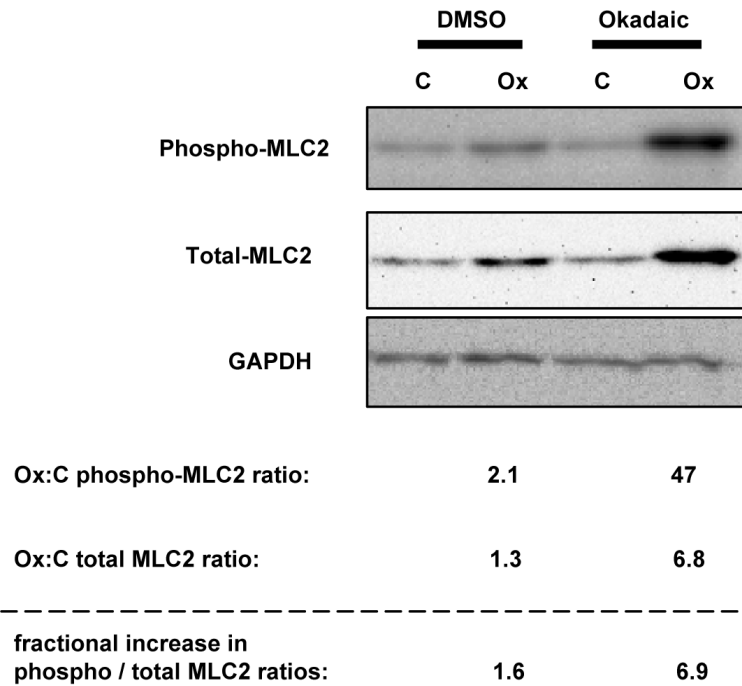 DMSO Okadaic
C Ox C Ox
Phospho-MLC2
Total-MLC2
GAPDH
Ox:C phospho-MLC2 ratio: 2.1 47
Ox:C total MLC2 ratio: 1.3 6.8
fractional increase in
phospho / total MLC2 ratios: 1.6 6.9